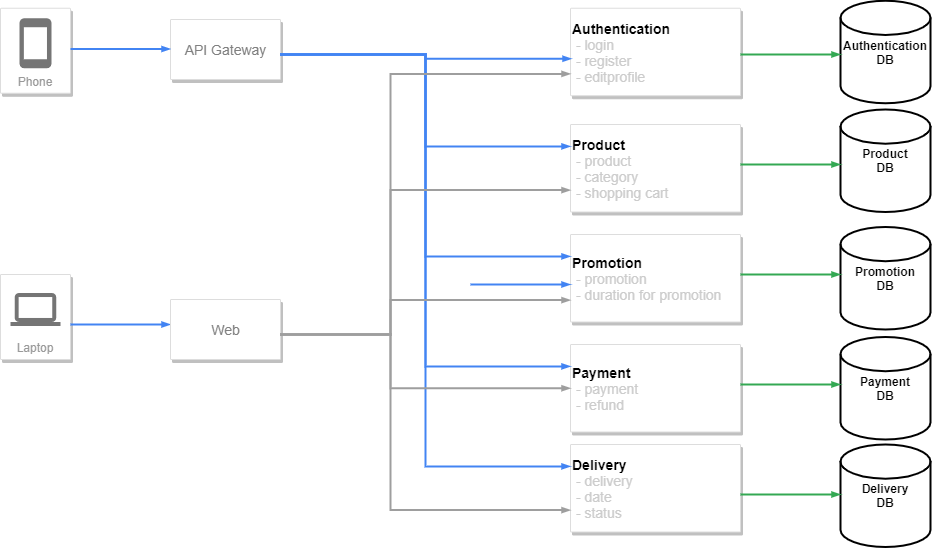 Phone
API Gateway
Authentication
- login
- register
- editprofile
Authentication
DB
Product
- product
- category
- shopping cart
Product
DB
Promotion
- promotion
- duration for promotion
Promotion
DB
Laptop
Web
Payment
- payment
- refund
Payment
DB
Delivery
- delivery
- date
- status
Delivery
DB